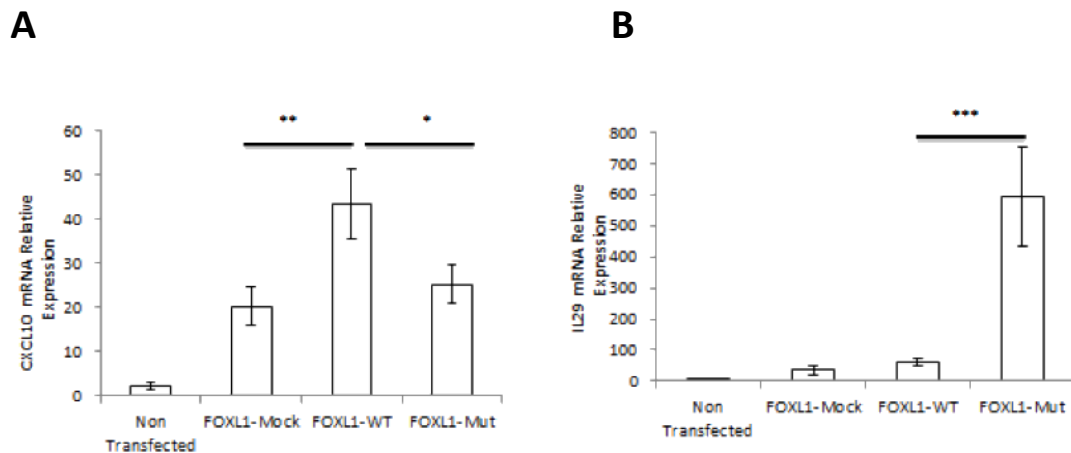 A
B
**
*
60
50
40
30
20
10
0
CXCL10 mRNA Relative
Expression
Non
Transfected
FOXL1-Mock
FOXL1-WT
FOXL1-Mut
***
800
700
600
500
400
300
200
100
0
IL29 mRNA Relative
Expression
Non
Transfected
FOXL1-Mock
FOXL1-WT
FOXL1-Mut